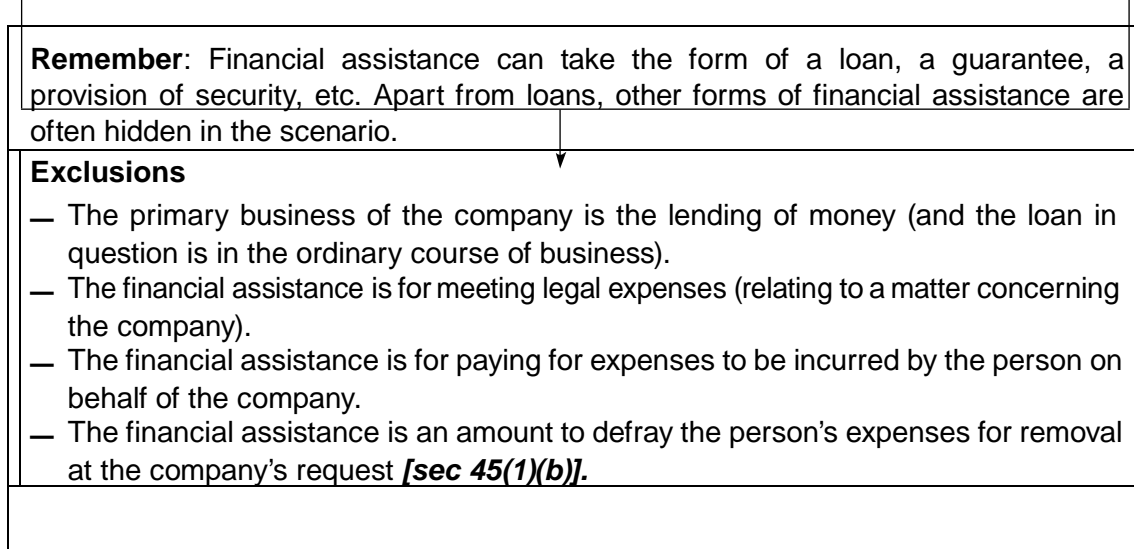 Remember: Financial assistance can take the form of a loan, a guarantee, a
provision of security, etc. Apart from loans, other forms of financial assistance are
often hidden in the scenario.
Exclusions
— The primary business of the company is the lending of money (and the loan in
question is in the ordinary course of business).
— The financial assistance is for meeting legal expenses (relating to a matter concerning
the company).
— The financial assistance is for paying for expenses to be incurred by the person on
behalf of the company.
— The financial assistance is an amount to defray the person’s expenses for removal
at the company’s request [sec 45(1)(b)].